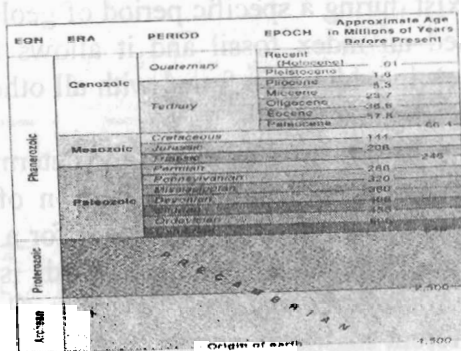 EON ERA PERIOD EPOCH Approximate Age in Millions of Years Before Present
Phanerozoic
Cenozoic
Quaternary
Recent
(Holocene) .01
Pleistocene 1.6
Tertiary
Pliocene 5.3
Miocene 23.7
Oligocene 36.6
Eocene 57.8
Paleocene 66.4
Mesozoic
Cretaceous 144
Jurassic 208
Triassic 245
Paleozoic
Permian 286
Pennsylvanian 320
Mississippian 360
Devonian 408
Silurian
Ordovician
Proterozoic
PRECAMBRIAN
2,500
Archean
Origin of earth 4,500